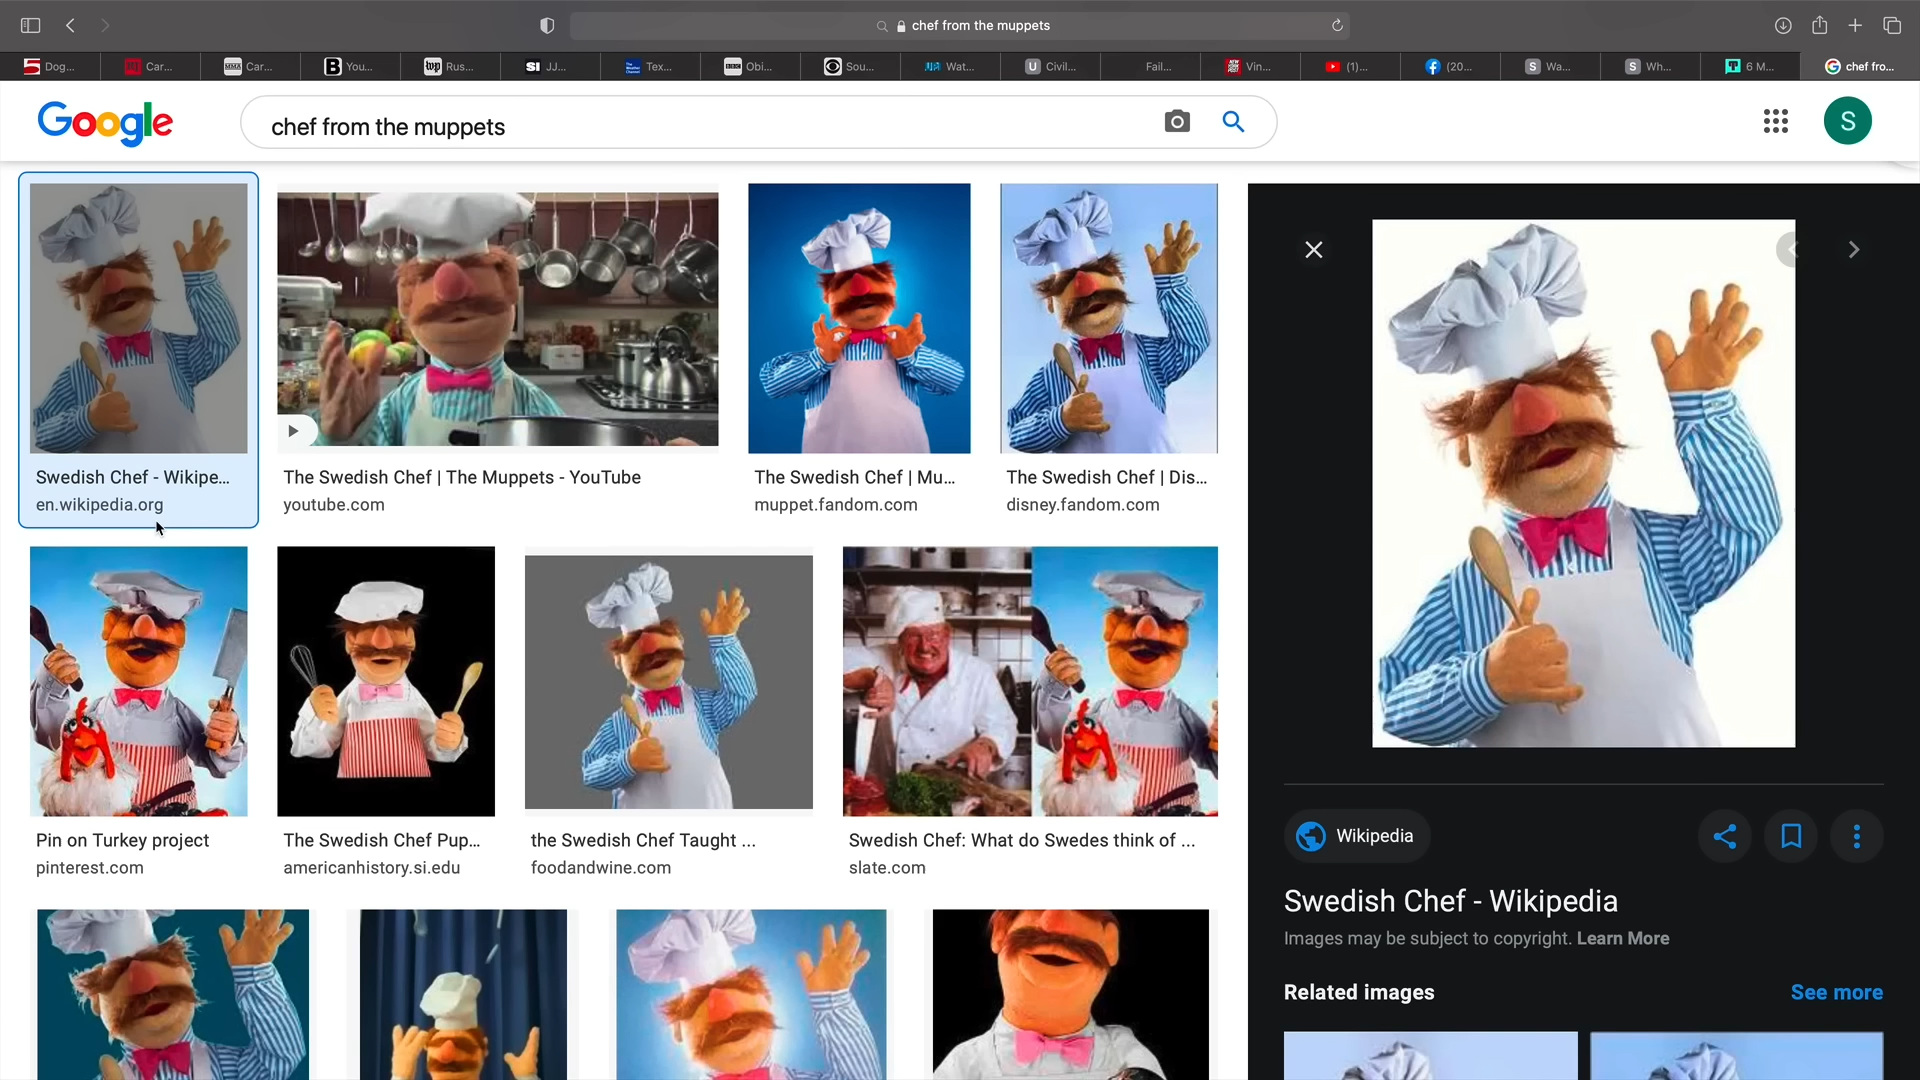 chef from the muppets
Dog...
Car...
Car...
You...
Rus...
JJ...
Tex...
Obi...
Sou...
Wat...
Civil...
Fail...
Vin...
(1)...
(20...
Wa...
Wh...
6 M...
chef fro...
Google
chef from the muppets
S
Swedish Chef - Wikipe...
en.wikipedia.org
The Swedish Chef | The Muppets - YouTube
youtube.com
The Swedish Chef | Mu...
muppet.fandom.com
The Swedish Chef | Dis...
disney.fandom.com
Pin on Turkey project
pinterest.com
The Swedish Chef Pup...
americanhistory.si.edu
the Swedish Chef Taught ...
foodandwine.com
Swedish Chef: What do Swedes think of ...
slate.com
Wikipedia
Swedish Chef - Wikipedia
Images may be subject to copyright. Learn More
Related images
See more